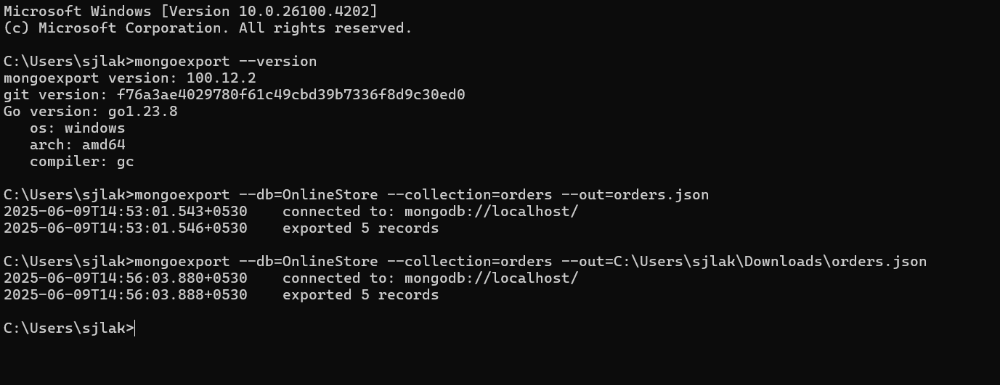 Microsoft Windows [Version 10.0.26100.4202]
(c) Microsoft Corporation. All rights reserved.
C:\Users\sjlak>mongoexport --version
mongoexport version: 100.12.2
git version: f76a3ae4029780f61c49cbd39b7336f8d9c30ed0
Go version: go1.23.8
   os: windows
   arch: amd64
   compiler: gc
C:\Users\sjlak>mongoexport --db=OnlineStore --collection=orders --out=orders.json
2025-06-09T14:53:01.543+0530    connected to: mongodb://localhost/
2025-06-09T14:53:01.546+0530    exported 5 records
C:\Users\sjlak>mongoexport --db=OnlineStore --collection=orders --out=C:\Users\sjlak\Downloads\orders.json
2025-06-09T14:56:03.880+0530    connected to: mongodb://localhost/
2025-06-09T14:56:03.888+0530    exported 5 records
C:\Users\sjlak>